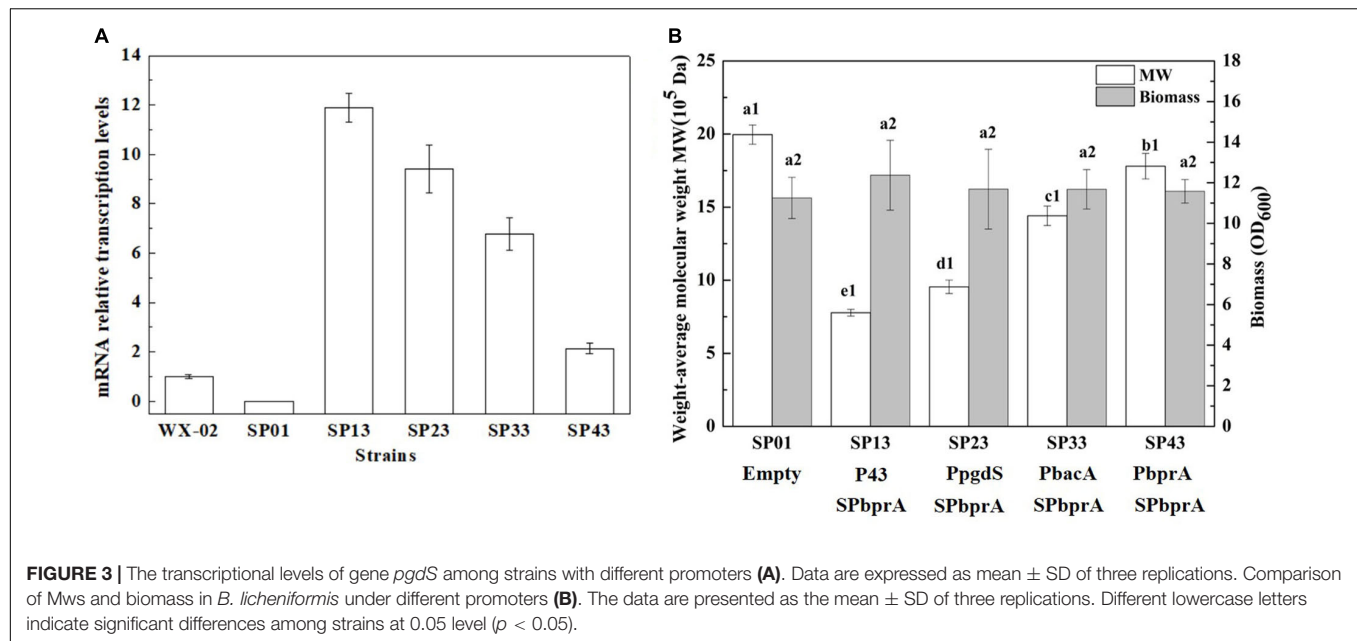 A
14
12
10
8
6
4
2
0
mRNA relative transcription levels
WX-02 SP01 SP13 SP23 SP33 SP43
Strains
B
25
20
15
10
5
0
Weight-average molecular weight MW(10^5 Da)
MW
Biomass
a1 a2 e1 a2 d1 a2 c1 a2 b1 a2
18
16
14
12
10
8
6
4
2
0
Biomass (OD600)
SP01 SP13 SP23 SP33 SP43
Empty P43 PpgdS PbacA PbprA
SPbprA SPbprA SPbprA SPbprA
FIGURE 3 | The transcriptional levels of gene pgdS among strains with different promoters (A). Data are expressed as mean ± SD of three replications. Comparison
of Mws and biomass in B. licheniformis under different promoters (B). The data are presented as the mean ± SD of three replications. Different lowercase letters
indicate significant differences among strains at 0.05 level (p < 0.05).